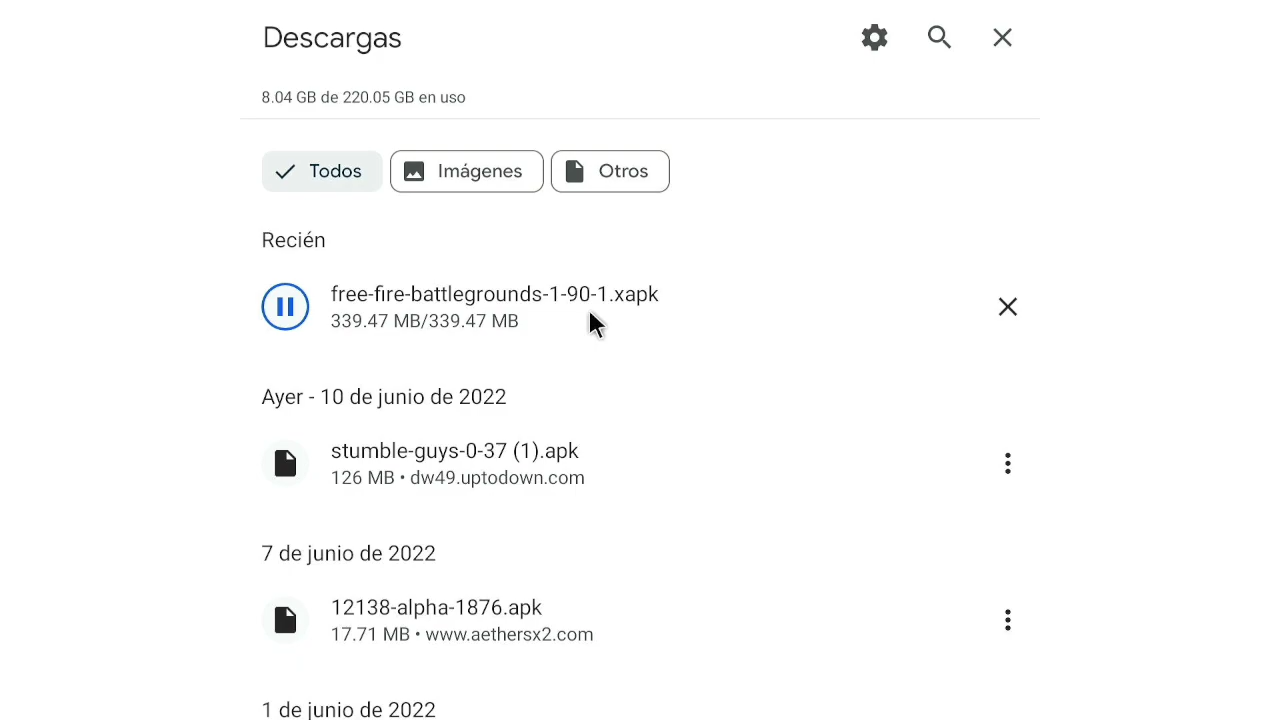 Descargas
8.04 GB de 220.05 GB en uso
Todos
Imágenes
Otros
Recién
free-fire-battlegrounds-1-90-1.xapk
339.47 MB/339.47 MB
Ayer - 10 de junio de 2022
stumble-guys-0-37 (1).apk
126 MB • dw49.uptodown.com
7 de junio de 2022
12138-alpha-1876.apk
17.71 MB • www.aethersx2.com
1 de junio de 2022